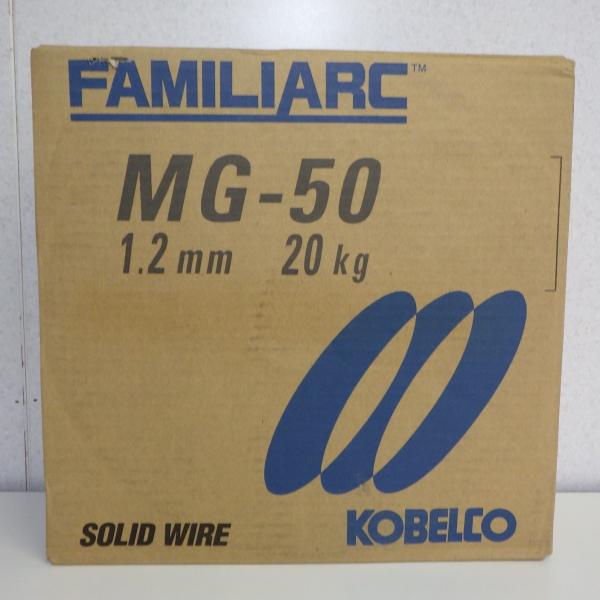 FAMILIARC™
MG-50
1.2 mm 20 kg
SOLID WIRE
KOBELCO